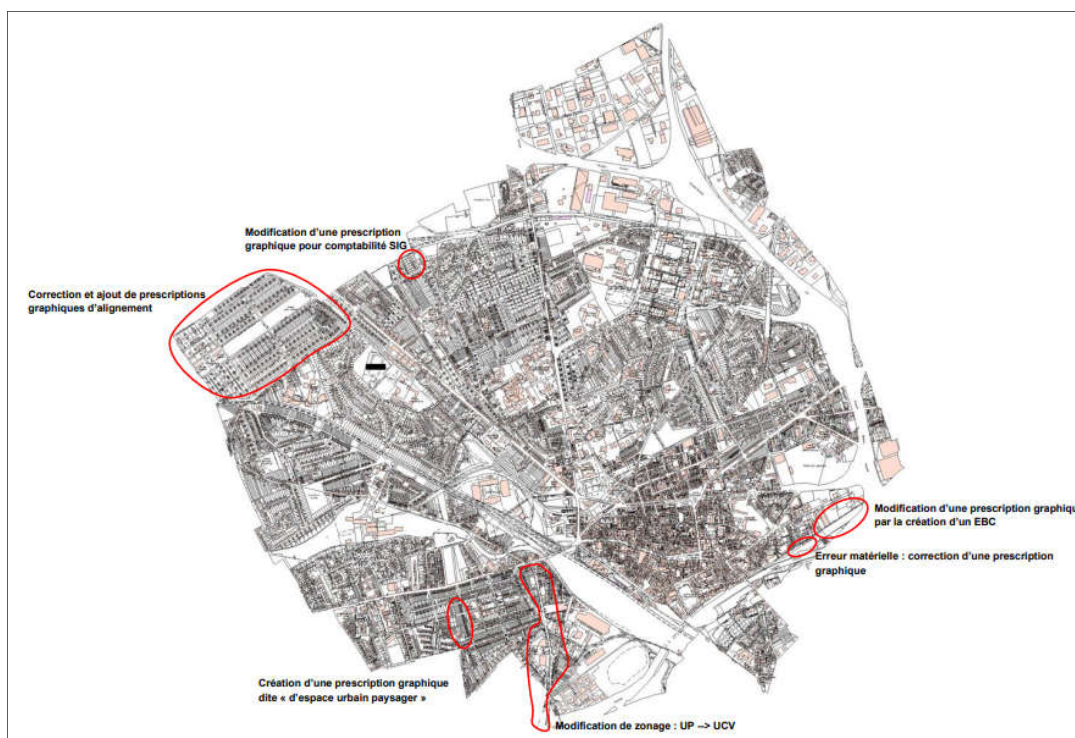 Modification d'une prescription
graphique pour comptabilité SIG
Correction et ajout de prescriptions
graphiques d'alignement
Modification d'une prescription graphiqu
par la création d'un EBC
Erreur matérielle : correction d'une prescription
graphique
Création d'une prescription graphique
dite « d'espace urbain paysager »
Modification de zonage : UP --> UCV